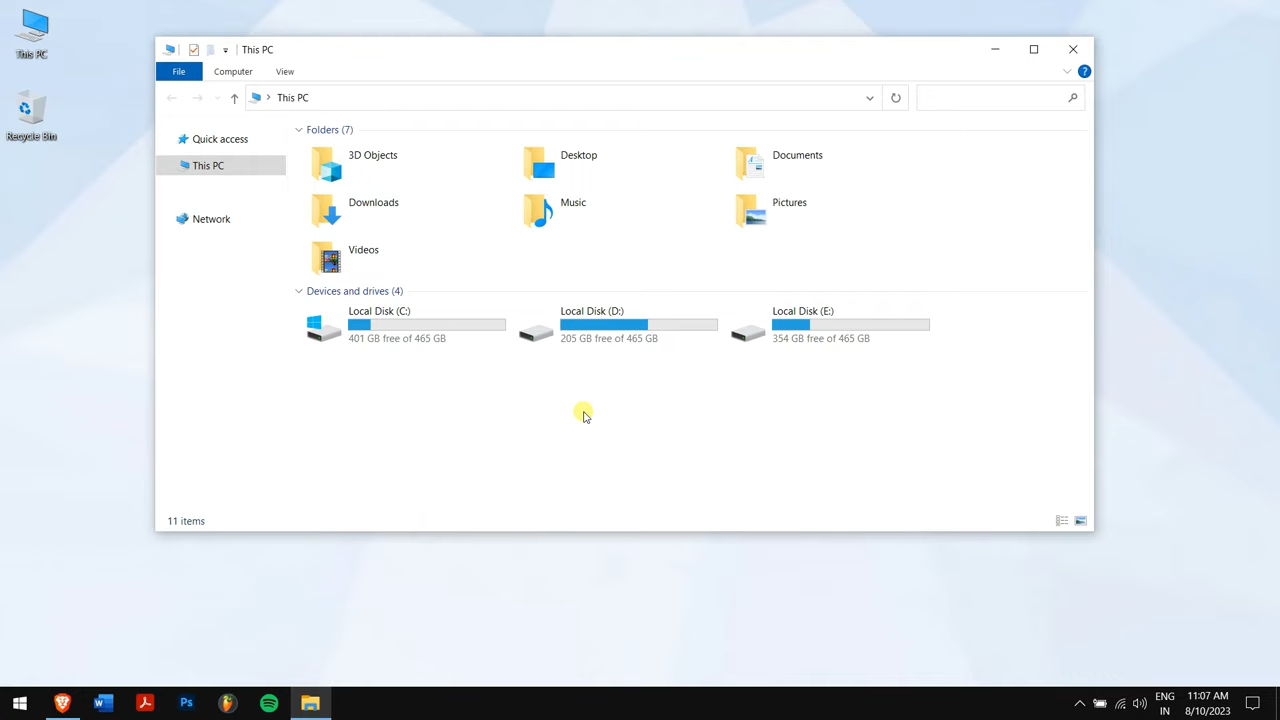 This PC
Recycle Bin
This PC
File
Computer
View
This PC
Quick access
This PC
Network
Folders (7)
3D Objects
Desktop
Documents
Downloads
Music
Pictures
Videos
Devices and drives (4)
Local Disk (C:)
401 GB free of 465 GB
Local Disk (D:)
205 GB free of 465 GB
Local Disk (E:)
354 GB free of 465 GB
11 items
W
Ps
ENG
IN
11:07 AM
8/10/2023